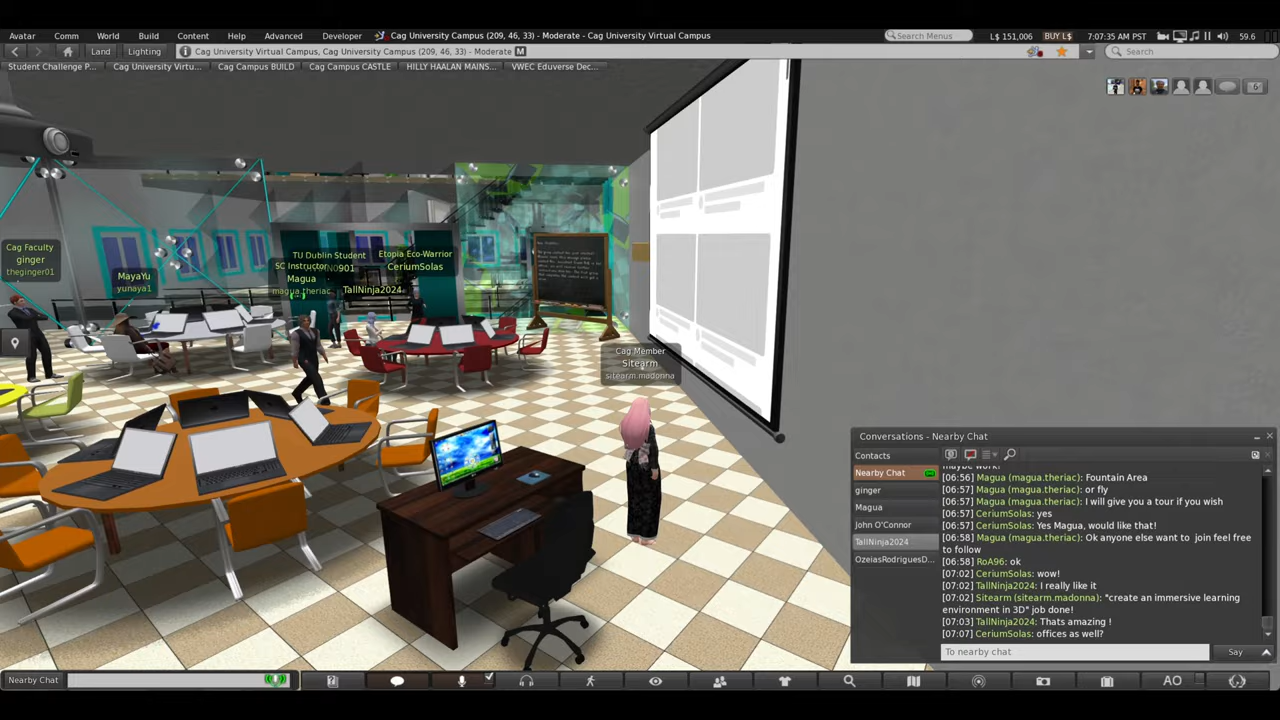 Avatar Comm World Build Content Help Advanced Developer Cag University Virtual Campus, Cag University Campus (209, 46, 33) - Moderate - Cag University Virtual Campus Search Menus L$ 151,006 BUY L$ 7:07:35 AM PST 59.6
Land Lighting Cag University Virtual Campus, Cag University Campus (209, 46, 33) - Moderate M Search
Student Challenge P... Cag University Virtu... Cag Campus BUILD Cag Campus CASTLE HILLY HAALAN MAINS... VWEC Eduverse Dec...
6
Cag Faculty
ginger
theginger01
MayaYu
yunaya1
TU Dublin Student
SC Instructor
Magua
magua.theriac
Etopia Eco-Warrior
CeriumSolas
TallNinja2024
Cag Member
Sitearm
sitearm.madonna
Conversations - Nearby Chat
Contacts
Nearby Chat
ginger
Magua
John O'Connor
TallNinja2024
OzeiasRodriguesD...
maybe work!
[06:56] Magua (magua.theriac): Fountain Area
[06:57] Magua (magua.theriac): or fly
[06:57] Magua (magua.theriac): I will give you a tour if you wish
[06:57] CeriumSolas: yes
[06:57] CeriumSolas: Yes Magua, would like that!
[06:58] Magua (magua.theriac): Ok anyone else want to join feel free
to follow
[06:58] RoA96: ok
[07:02] CeriumSolas: wow!
[07:02] TallNinja2024: I really like it
[07:02] Sitearm (sitearm.madonna): "create an immersive learning
environment in 3D" job done!
[07:03] TallNinja2024: Thats amazing !
[07:07] CeriumSolas: offices as well?
To nearby chat Say
Nearby Chat AO